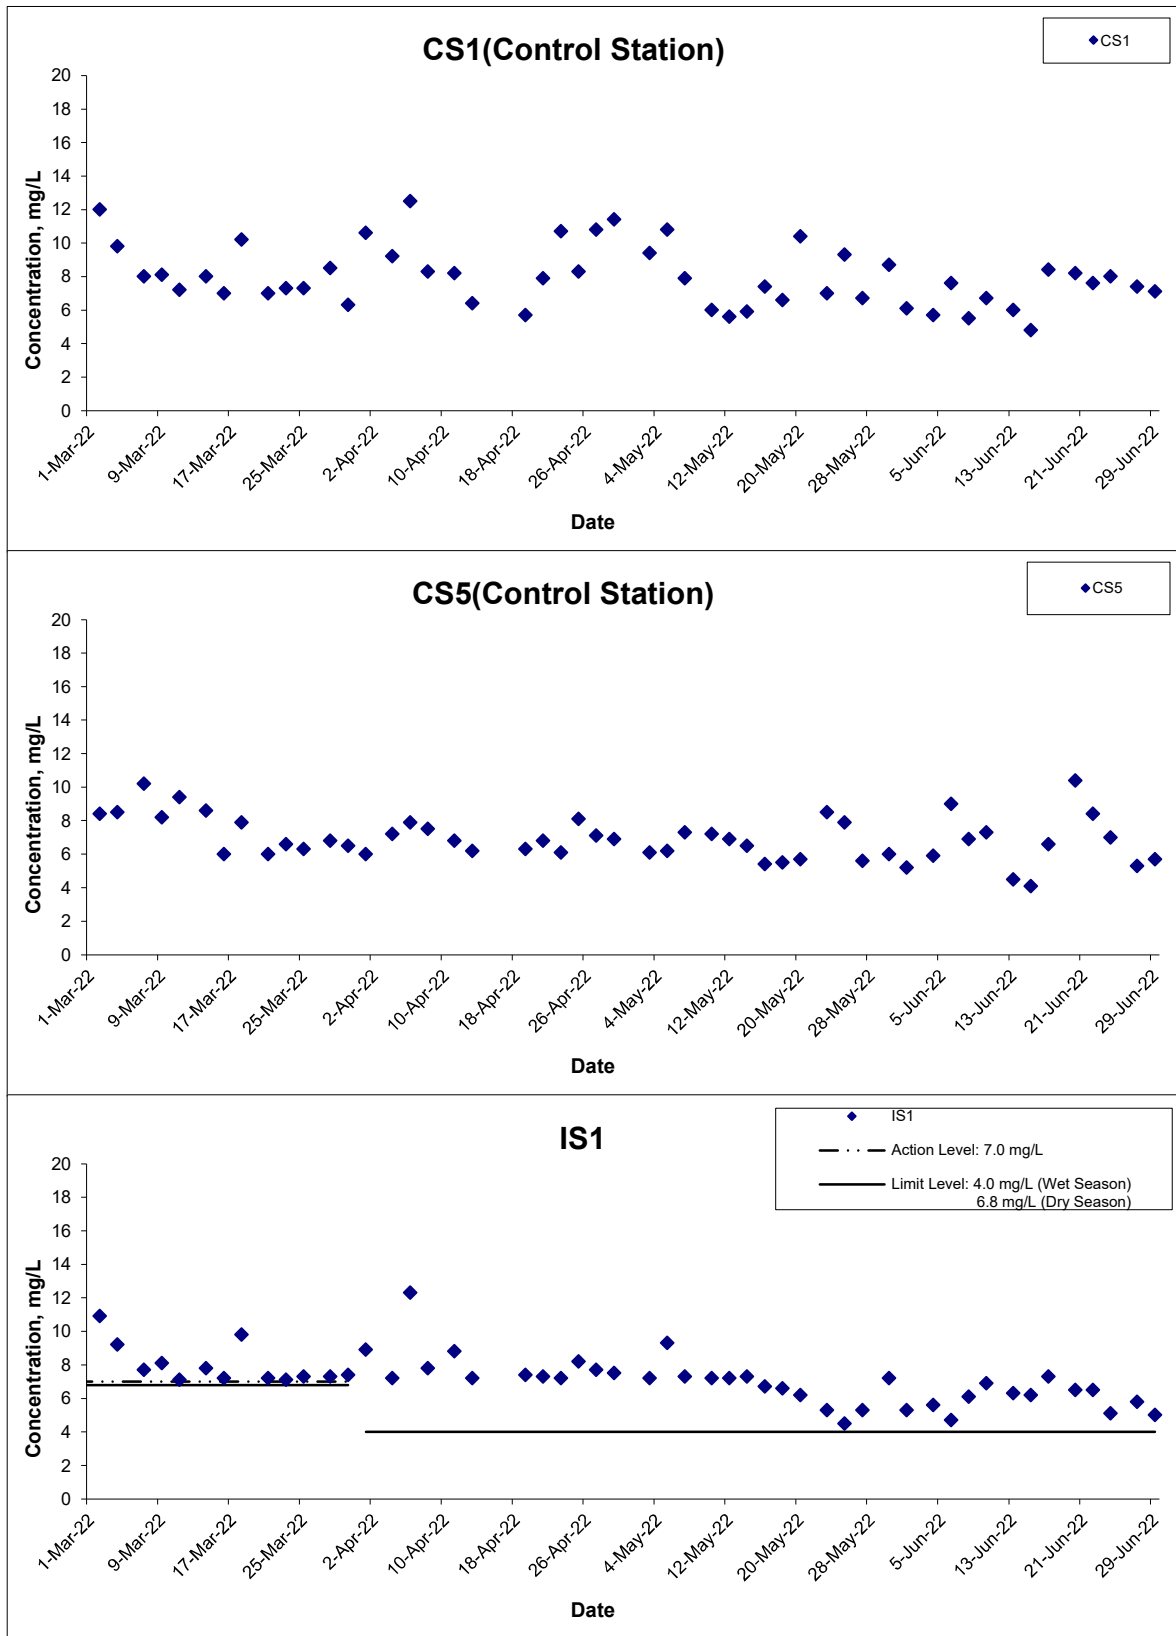 CS1(Control Station)
CS1
Concentration, mg/L
20
18
16
14
12
10
8
6
4
2
0
1-Mar-22
9-Mar-22
17-Mar-22
25-Mar-22
2-Apr-22
10-Apr-22
18-Apr-22
26-Apr-22
4-May-22
12-May-22
20-May-22
28-May-22
5-Jun-22
13-Jun-22
21-Jun-22
29-Jun-22
Date
CS5(Control Station)
CS5
Concentration, mg/L
20
18
16
14
12
10
8
6
4
2
0
1-Mar-22
9-Mar-22
17-Mar-22
25-Mar-22
2-Apr-22
10-Apr-22
18-Apr-22
26-Apr-22
4-May-22
12-May-22
20-May-22
28-May-22
5-Jun-22
13-Jun-22
21-Jun-22
29-Jun-22
Date
IS1
IS1
Action Level: 7.0 mg/L
Limit Level: 4.0 mg/L (Wet Season)
6.8 mg/L (Dry Season)
Concentration, mg/L
20
18
16
14
12
10
8
6
4
2
0
1-Mar-22
9-Mar-22
17-Mar-22
25-Mar-22
2-Apr-22
10-Apr-22
18-Apr-22
26-Apr-22
4-May-22
12-May-22
20-May-22
28-May-22
5-Jun-22
13-Jun-22
21-Jun-22
29-Jun-22
Date